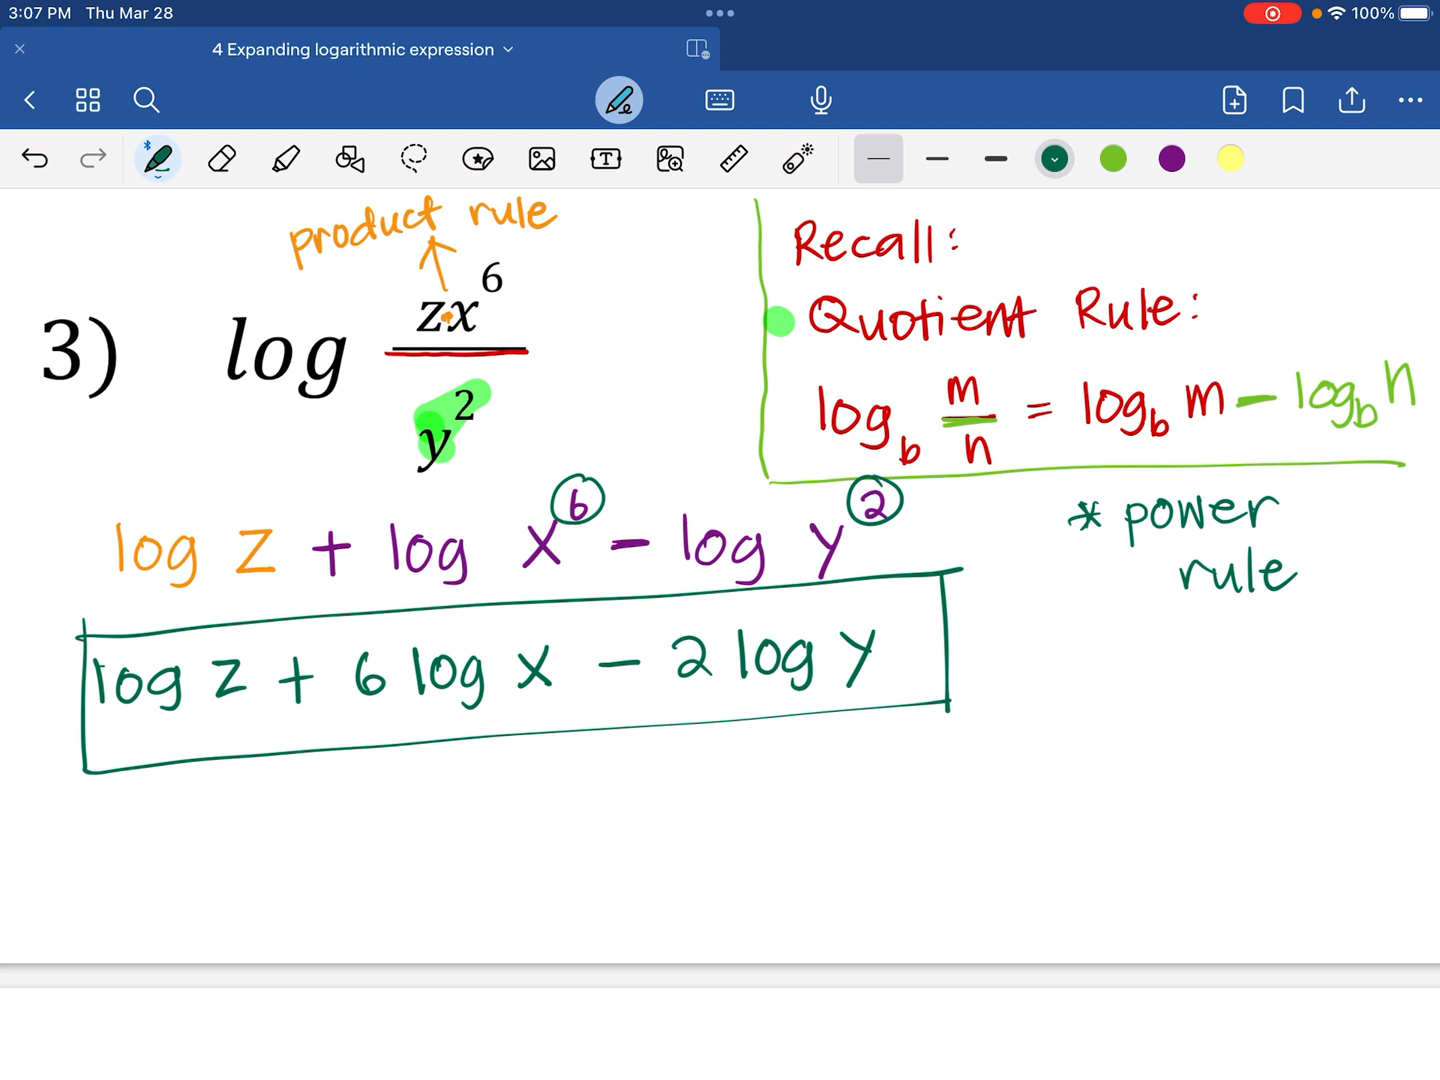 3:07 PM Thu Mar 28
100%
4 Expanding logarithmic expression
product rule
3) log zx^6 / y^2
Recall:
Quotient Rule:
log_b m/n = log_b m - log_b n
log z + log x^6 - log y^2
* power
rule
log z + 6 log x - 2 log y